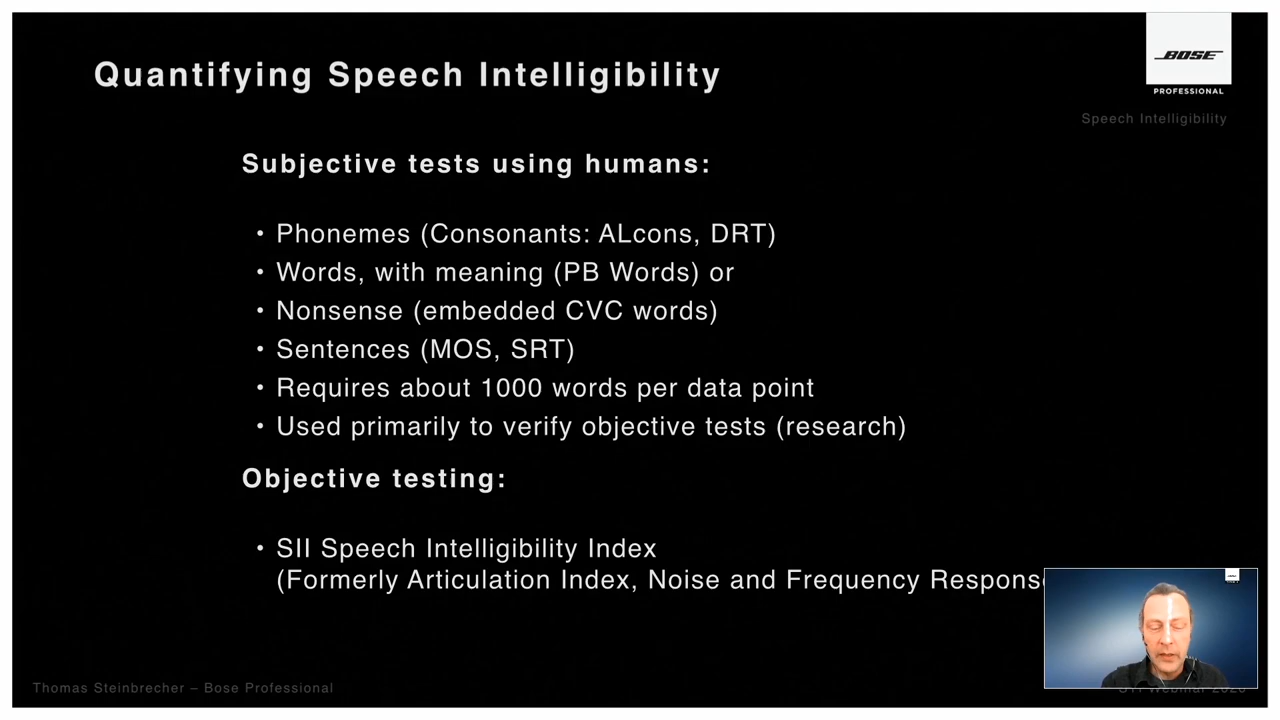 Quantifying Speech Intelligibility
BOSE
PROFESSIONAL
Speech Intelligibility
Subjective tests using humans:
• Phonemes (Consonants: ALcons, DRT)
• Words, with meaning (PB Words) or
• Nonsense (embedded CVC words)
• Sentences (MOS, SRT)
• Requires about 1000 words per data point
• Used primarily to verify objective tests (research)
Objective testing:
• SII Speech Intelligibility Index
(Formerly Articulation Index, Noise and Frequency Response
Thomas Steinbrecher – Bose Professional